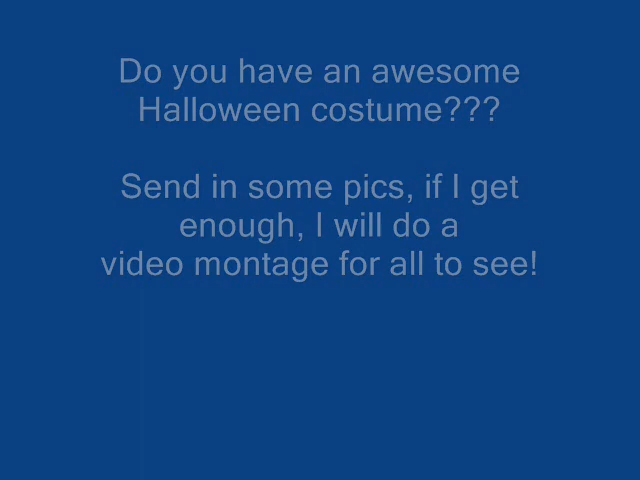 Do you have an awesome
Halloween costume???
Send in some pics, if I get
enough, I will do a
video montage for all to see!